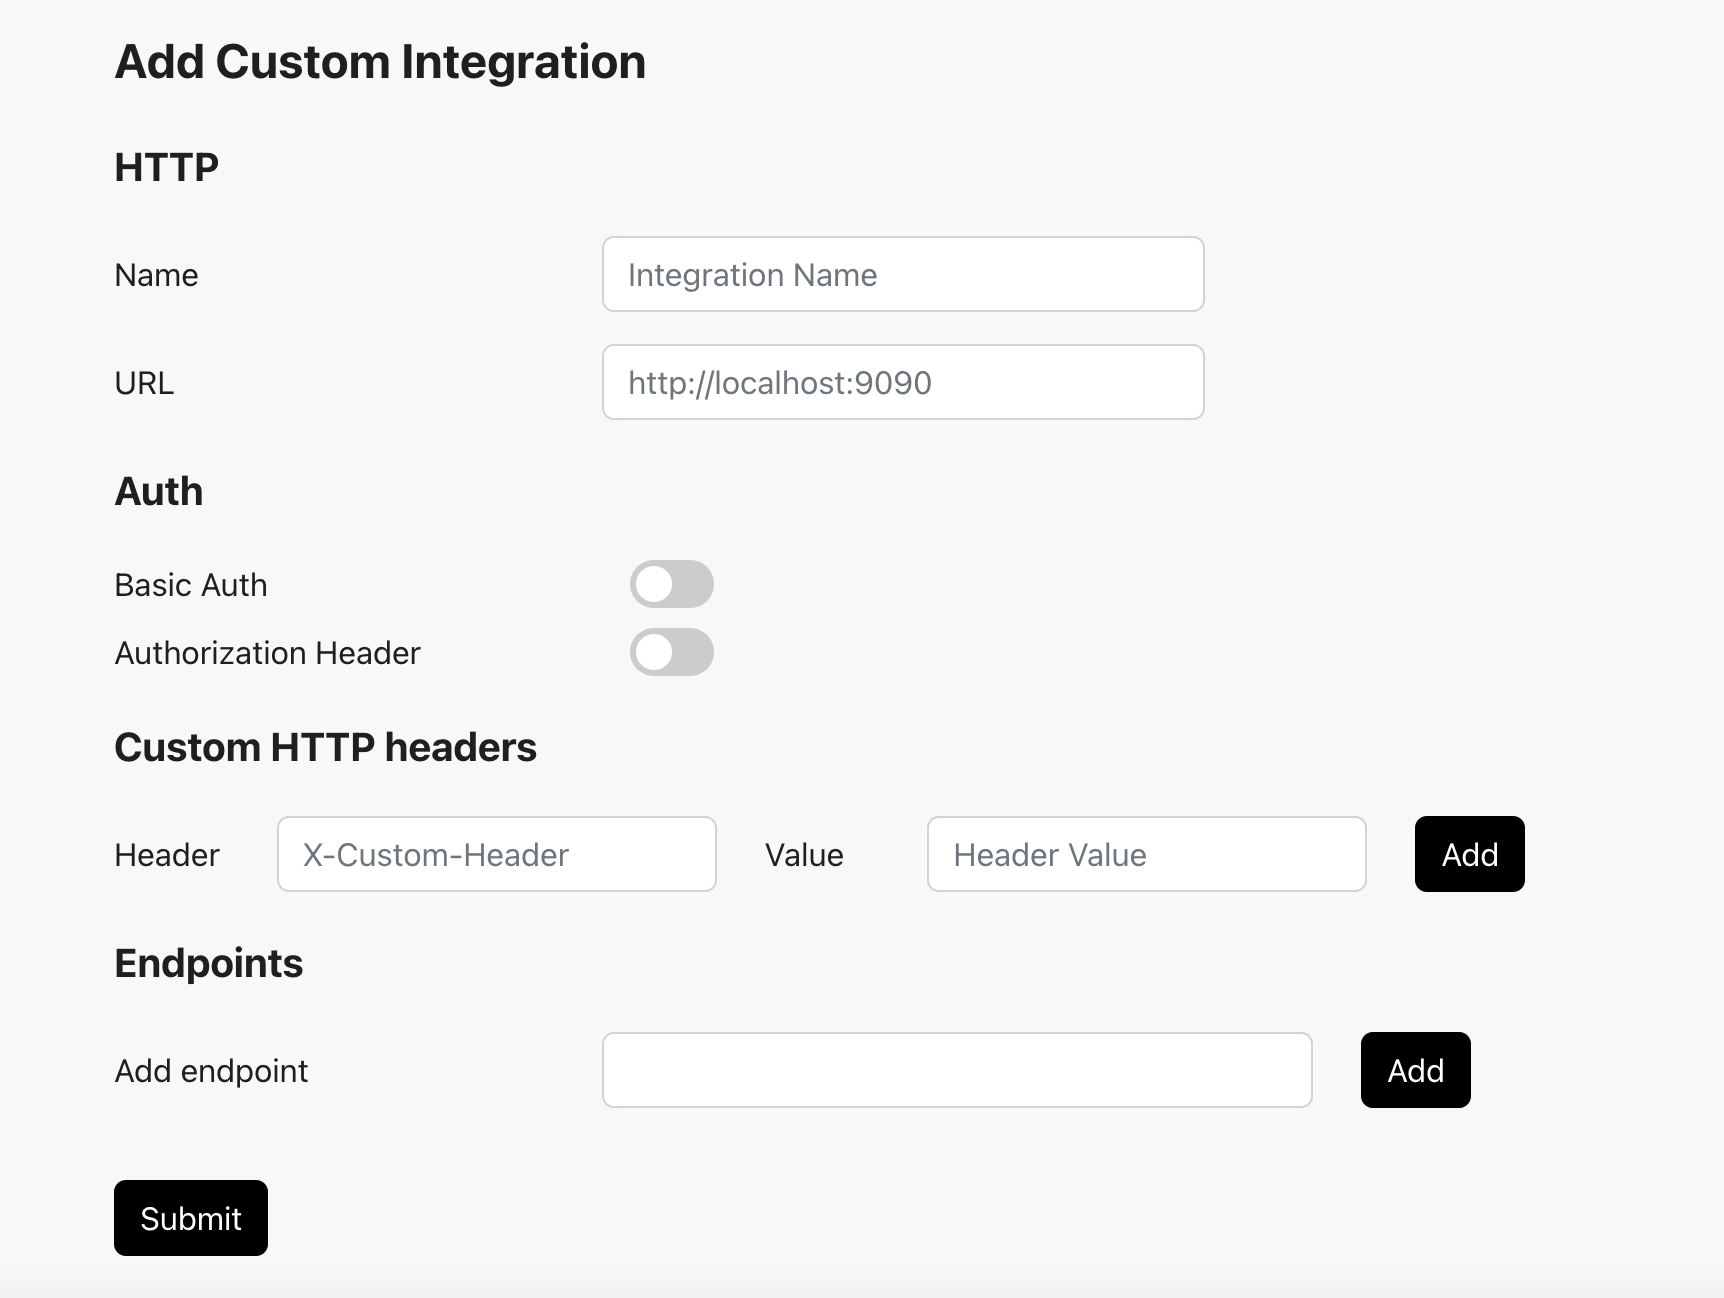 Add Custom Integration
HTTP
Name
Integration Name
URL
http://localhost:9090
Auth
Basic Auth
Authorization Header
Custom HTTP headers
Header X-Custom-Header Value Header Value Add
Endpoints
Add endpoint Add
Submit